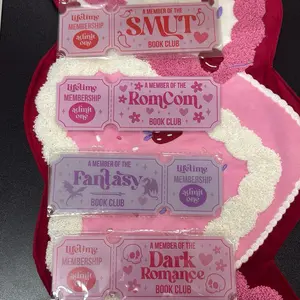 A MEMBER OF THE
SMUT
BOOK CLUB
lifetime
MEMBERSHIP
admit
one
A MEMBER OF THE
RomCom
BOOK CLUB
lifetime
MEMBERSHIP
admit
one
A MEMBER OF THE
Fantasy
BOOK CLUB
lifetime
MEMBERSHIP
admit
one
A MEMBER OF THE
Dark
Romance
BOOK CLUB
lifetime
MEMBERSHIP
admit
one